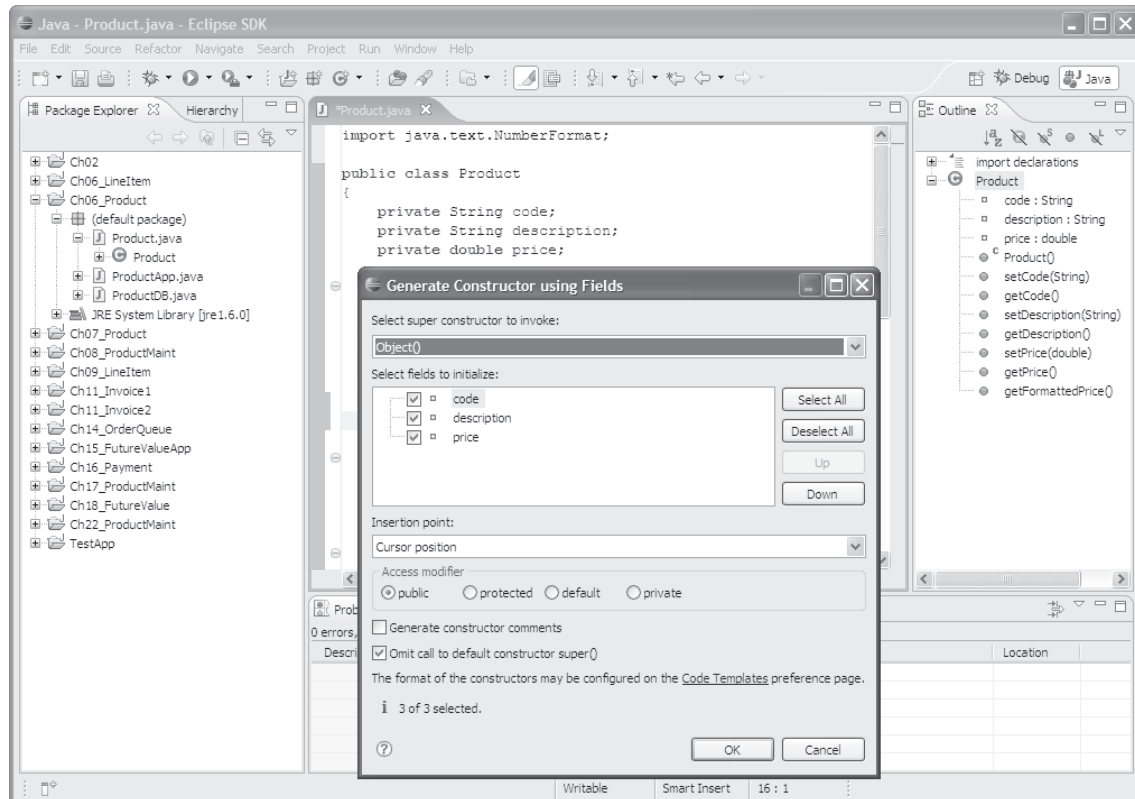 Java - Product.java - Eclipse SDK
File Edit Source Refactor Navigate Search Project Run Window Help
Debug Java
Package Explorer Hierarchy
Ch02
Ch06_LineItem
Ch06_Product
(default package)
Product.java
Product
ProductApp.java
ProductDB.java
JRE System Library [jre1.6.0]
Ch07_Product
Ch08_ProductMaint
Ch09_LineItem
Ch11_Invoice1
Ch11_Invoice2
Ch14_OrderQueue
Ch15_FutureValueApp
Ch16_Payment
Ch17_ProductMaint
Ch18_FutureValue
Ch22_ProductMaint
TestApp
*Product.java
import java.text.NumberFormat;
public class Product
{
private String code;
private String description;
private double price;
Generate Constructor using Fields
Select super constructor to invoke:
Object()
Select fields to initialize:
code
description
price
Select All
Deselect All
Up
Down
Insertion point:
Cursor position
Access modifier
public protected default private
Generate constructor comments
Omit call to default constructor super()
The format of the constructors may be configured on the Code Templates preference page.
i 3 of 3 selected.
? OK Cancel
Outline
import declarations
Product
code : String
description : String
price : double
Product()
setCode(String)
getCode()
setDescription(String)
getDescription()
setPrice(double)
getPrice()
getFormattedPrice()
Prob
0 errors,
Descri Location
Writable Smart Insert 16 : 1